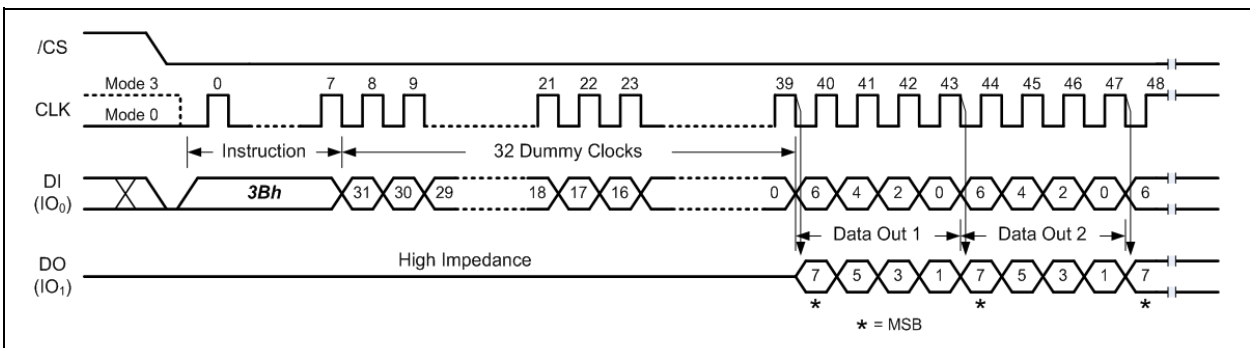 /CS
Mode 3 0 7 8 9 21 22 23 39 40 41 42 43 44 45 46 47 48
CLK
Mode 0
Instruction 32 Dummy Clocks
DI
(IO₀)
3Bh 31 30 29 18 17 16 0 6 4 2 0 6 4 2 0 6
Data Out 1 Data Out 2
DO
(IO₁)
High Impedance
7 5 3 1 7 5 3 1 7
* * *
* = MSB